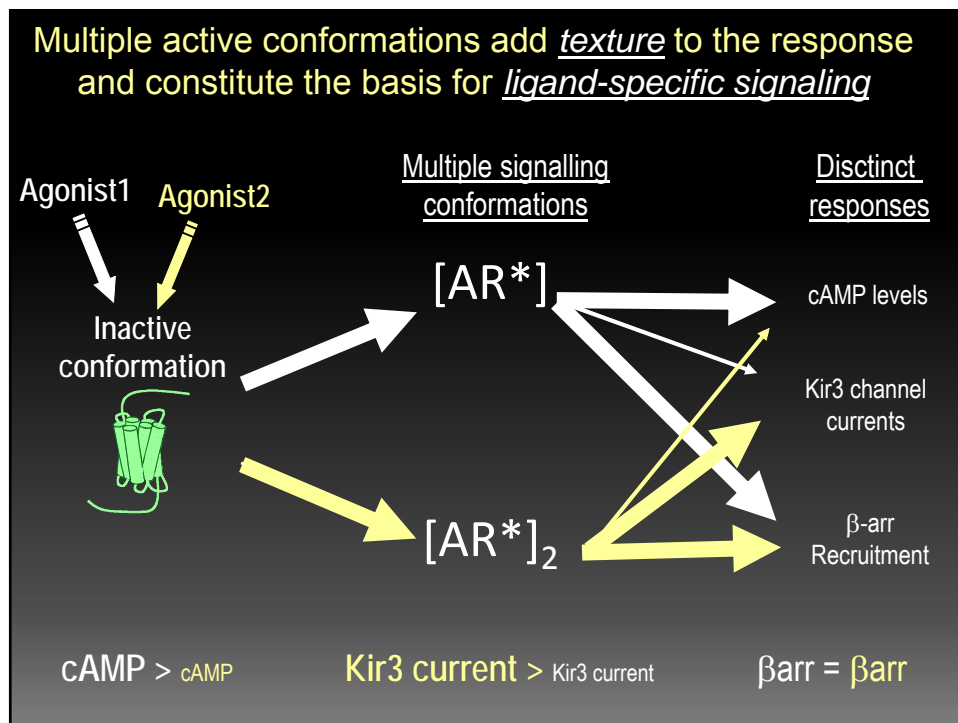 Multiple active conformations add texture to the response
and constitute the basis for ligand-specific signaling
Agonist1
Agonist2
Inactive
conformation
Multiple signalling
conformations
[AR*]
[AR*]₂
Disctinct
responses
cAMP levels
Kir3 channel
currents
β-arr
Recruitment
cAMP > cAMP
Kir3 current > Kir3 current
βarr = βarr